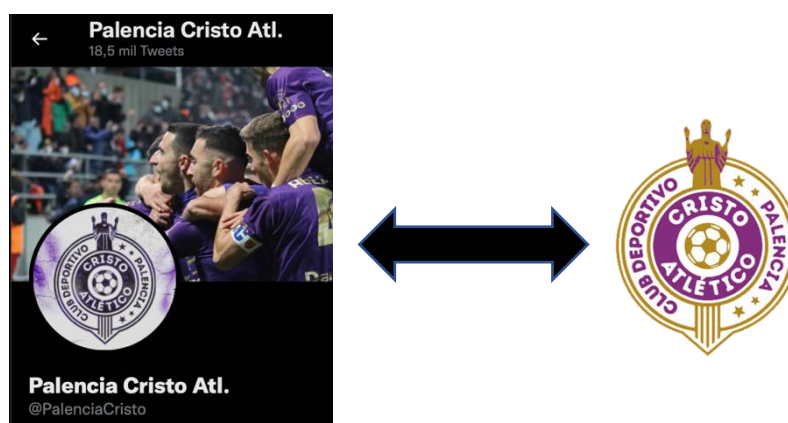 Palencia Cristo Atl.
18,5 mil Tweets
CLUB DEPORTIVO
PALENCIA
CRISTO
ATLÉTICO
Palencia Cristo Atl.
@PalenciaCristo
CLUB DEPORTIVO
PALENCIA
CRISTO
ATLÉTICO